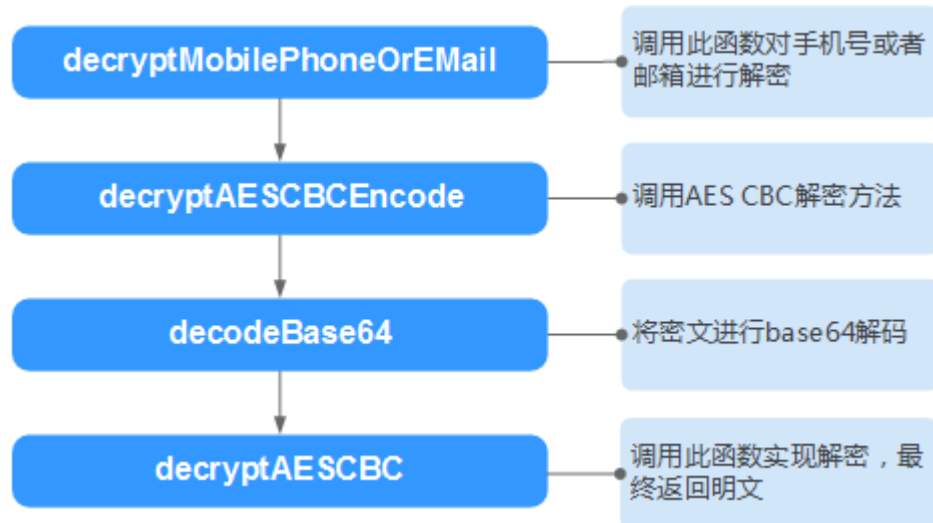 decryptMobilePhoneOrEMail
调用此函数对手机号或者
邮箱进行解密
decryptAESCBCEncode
调用AES CBC解密方法
decodeBase64
将密文进行base64解码
decryptAESCBC
调用此函数实现解密，最
终返回明文